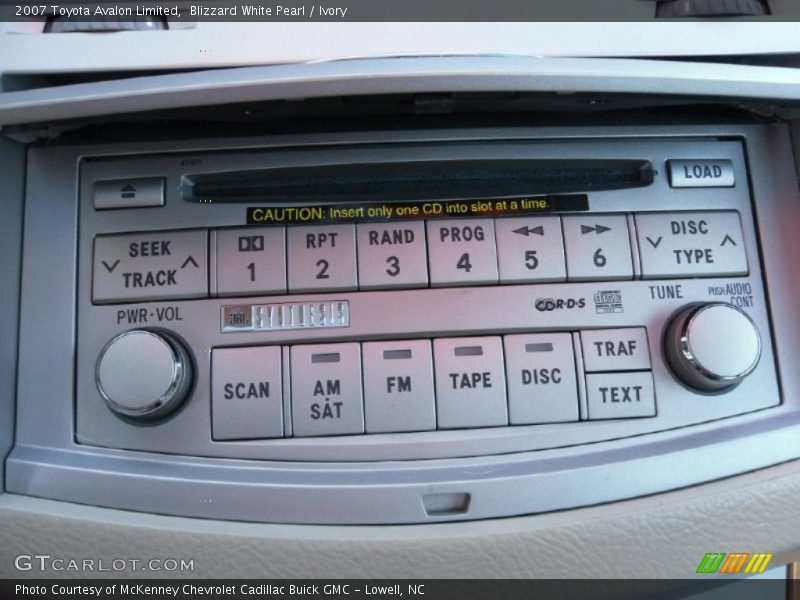 2007 Toyota Avalon Limited, Blizzard White Pearl / Ivory
LOAD
CAUTION: Insert only one CD into slot at a time.
SEEK
TRACK
1
RPT
2
RAND
3
PROG
4
5
6
DISC
TYPE
PWR·VOL
JBL SYNTHESIS
R·D·S
disc
TUNE
PUSH AUDIO
CONT
SCAN
AM
SAT
FM
TAPE
DISC
TRAF
TEXT
GTCARLOT.COM
Photo Courtesy of McKenney Chevrolet Cadillac Buick GMC - Lowell, NC